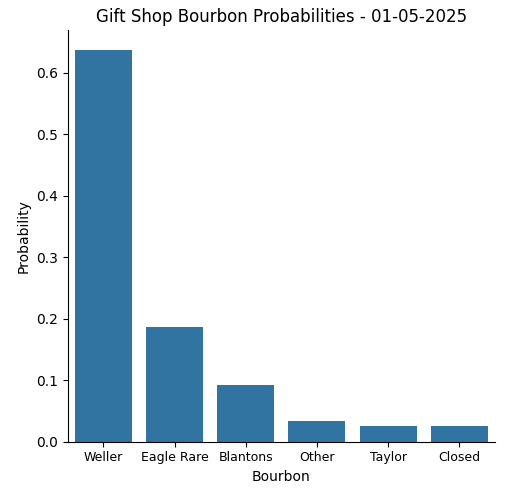 Gift Shop Bourbon Probabilities - 01-05-2025
Probability
0.6
0.5
0.4
0.3
0.2
0.1
0.0
Weller
Eagle Rare
Blantons
Other
Taylor
Closed
Bourbon